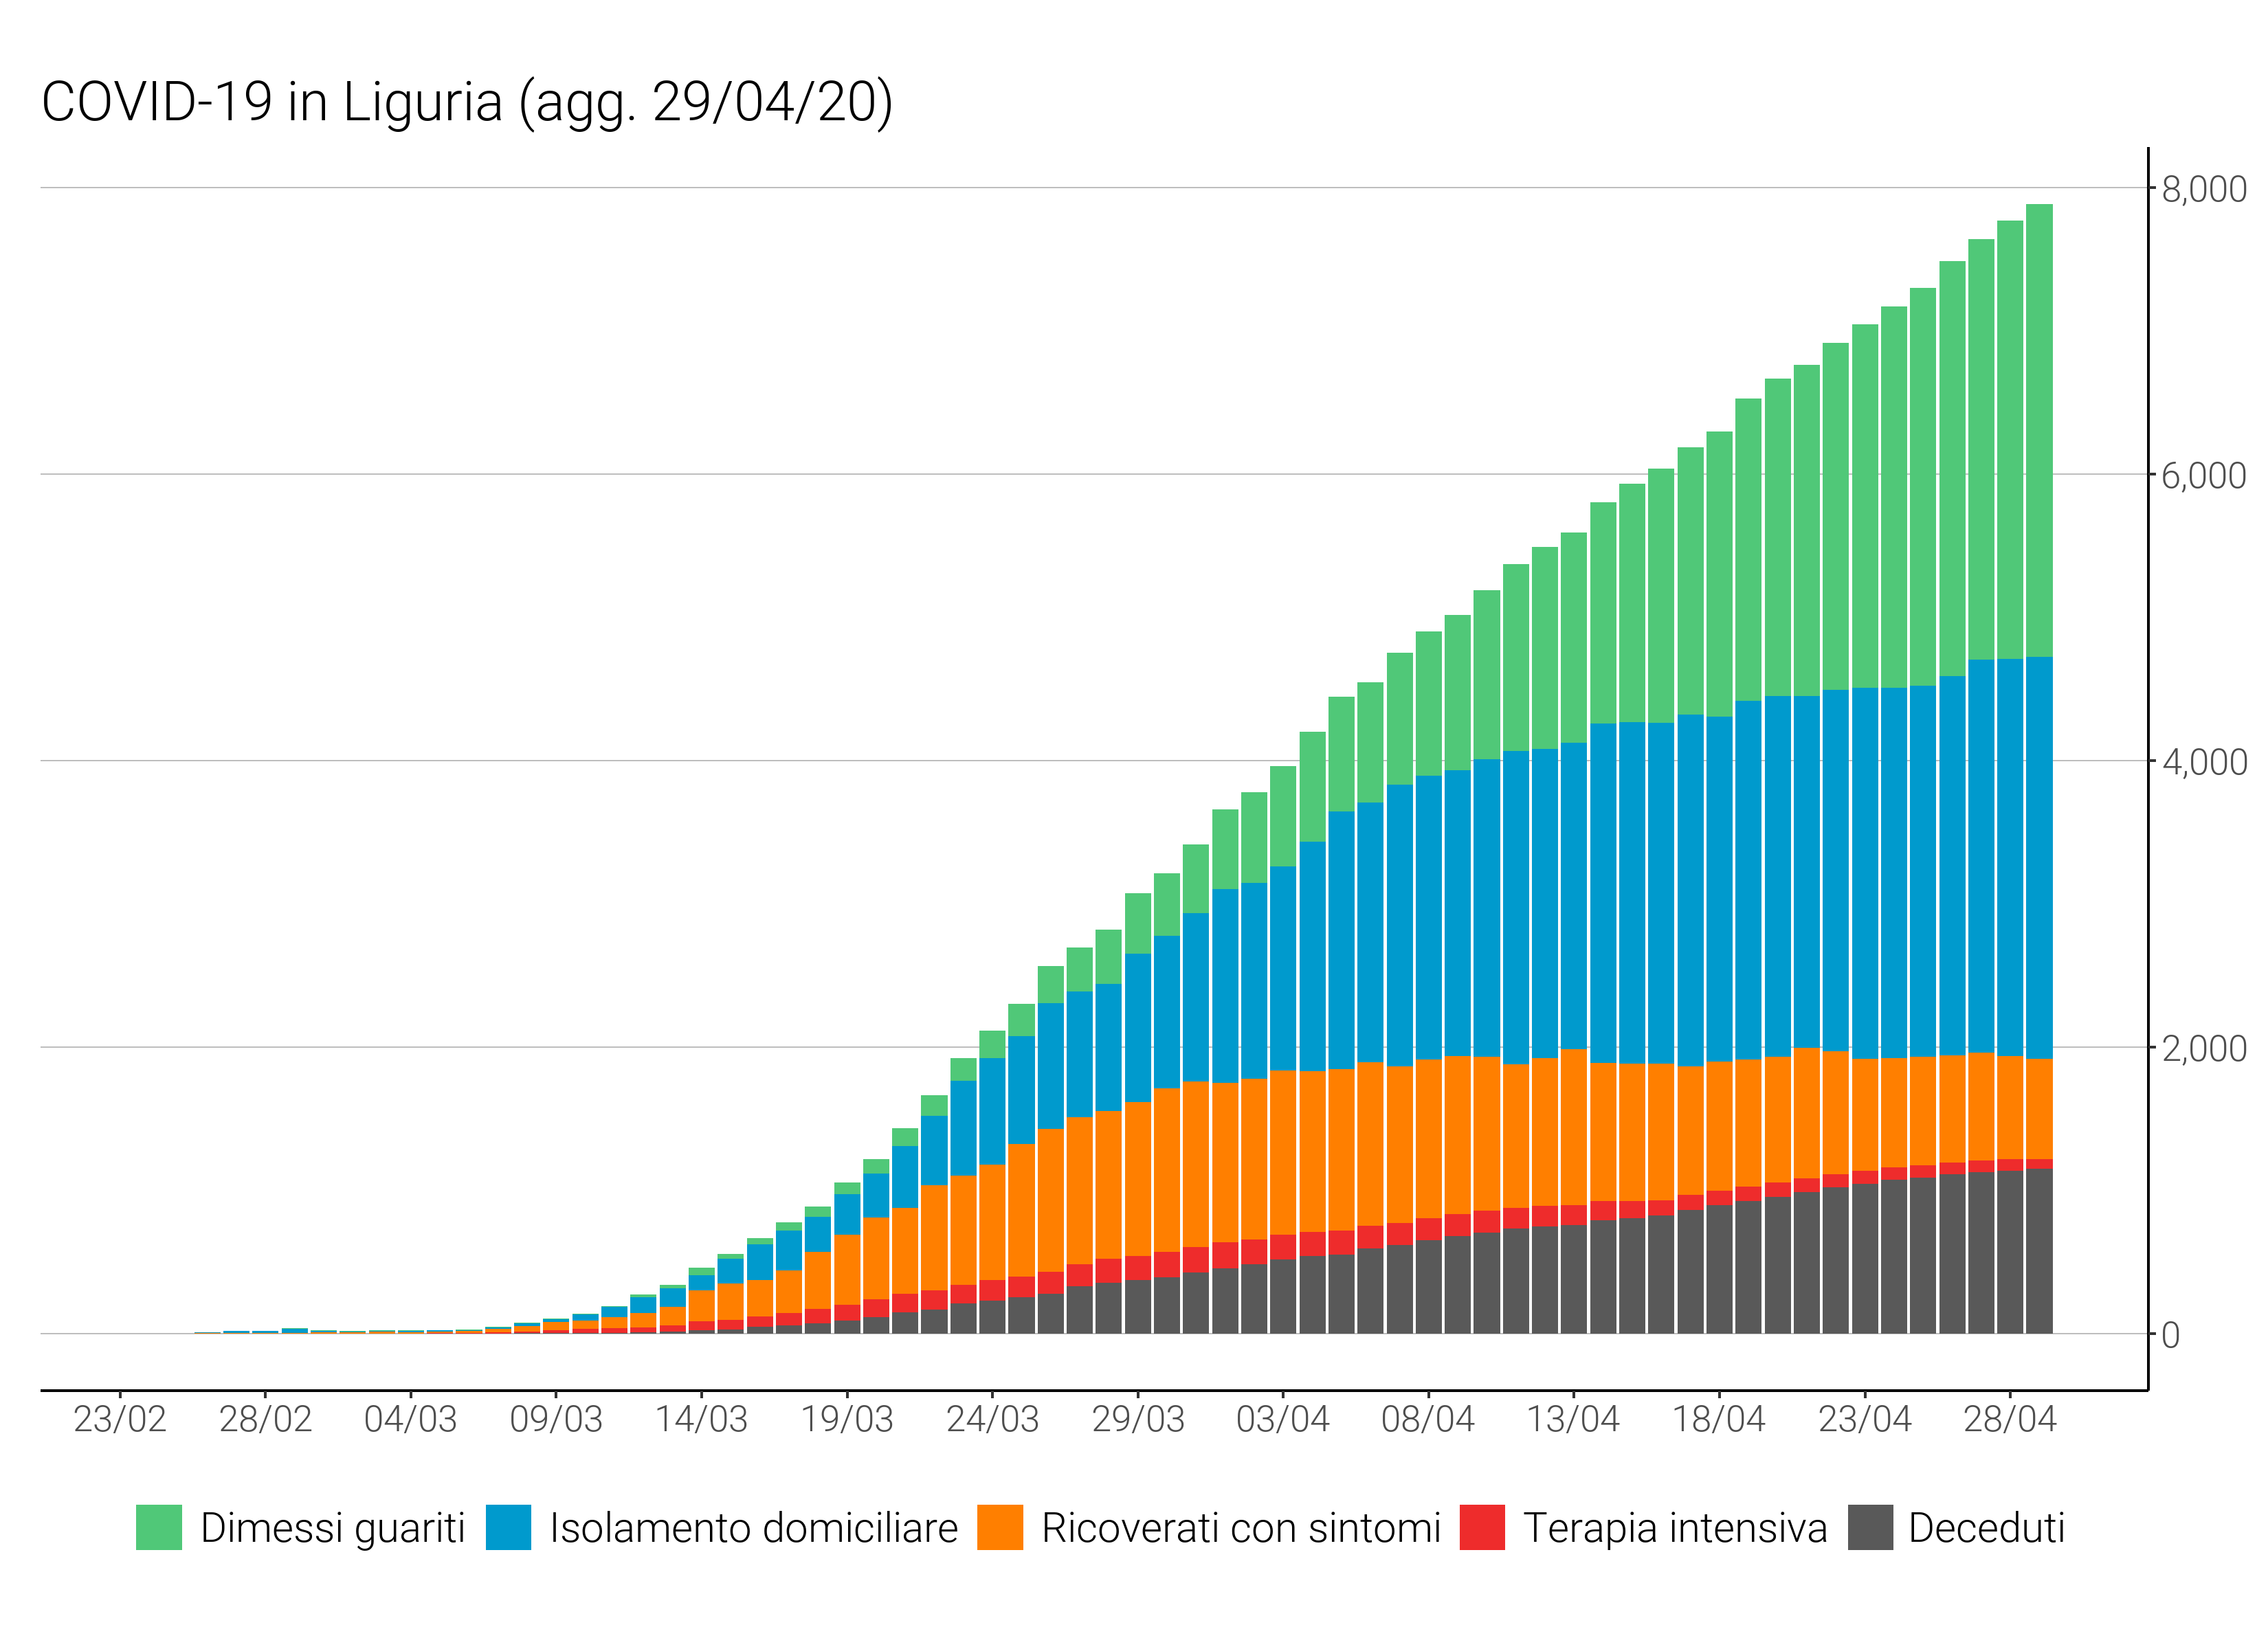 COVID-19 in Liguria (agg. 29/04/20)
8,000
6,000
4,000
2,000
0
23/02 28/02 04/03 09/03 14/03 19/03 24/03 29/03 03/04 08/04 13/04 18/04 23/04 28/04
Dimessi guariti Isolamento domiciliare Ricoverati con sintomi Terapia intensiva Deceduti